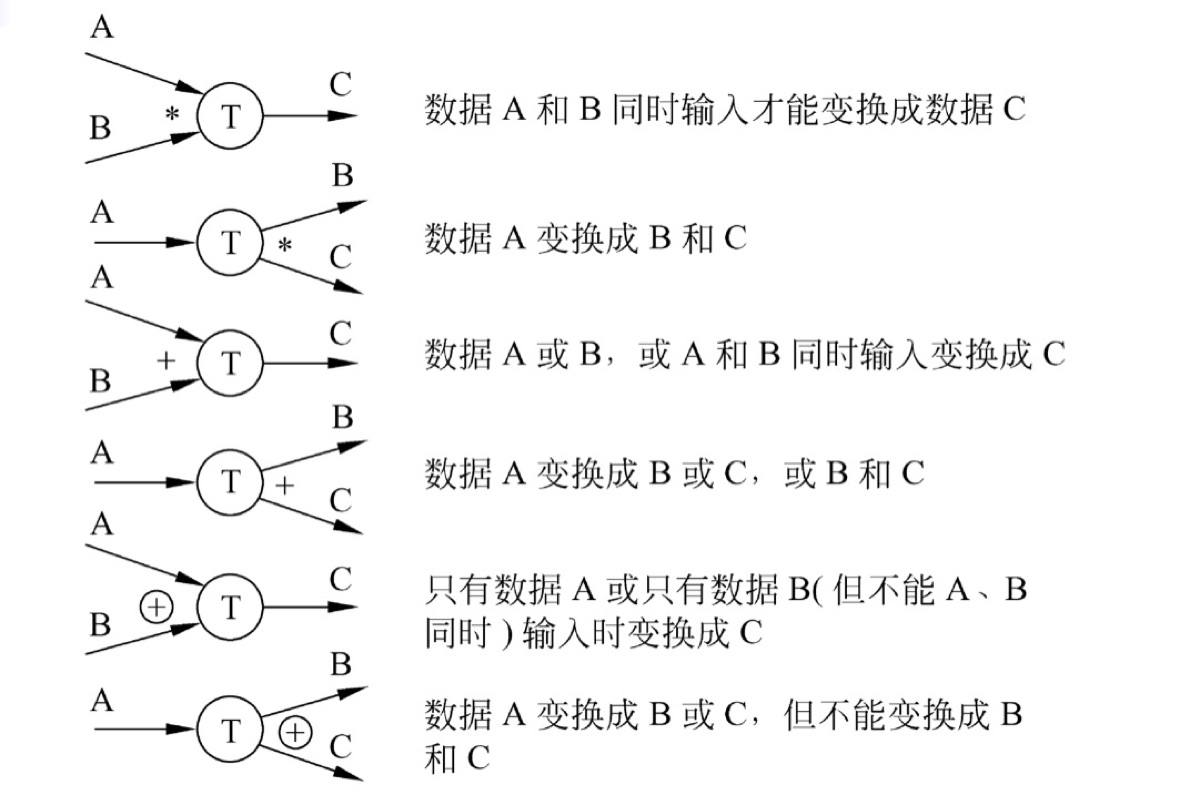 A
B
*
T
C
数据 A 和 B 同时输入才能变换成数据 C
A
T
*
B
C
数据 A 变换成 B 和 C
A
B
+
T
C
数据 A 或 B，或 A 和 B 同时输入变换成 C
A
T
+
B
C
数据 A 变换成 B 或 C，或 B 和 C
A
B
⊕
T
C
只有数据 A 或只有数据 B( 但不能 A、B
同时 ) 输入时变换成 C
A
T
⊕
B
C
数据 A 变换成 B 或 C，但不能变换成 B
和 C